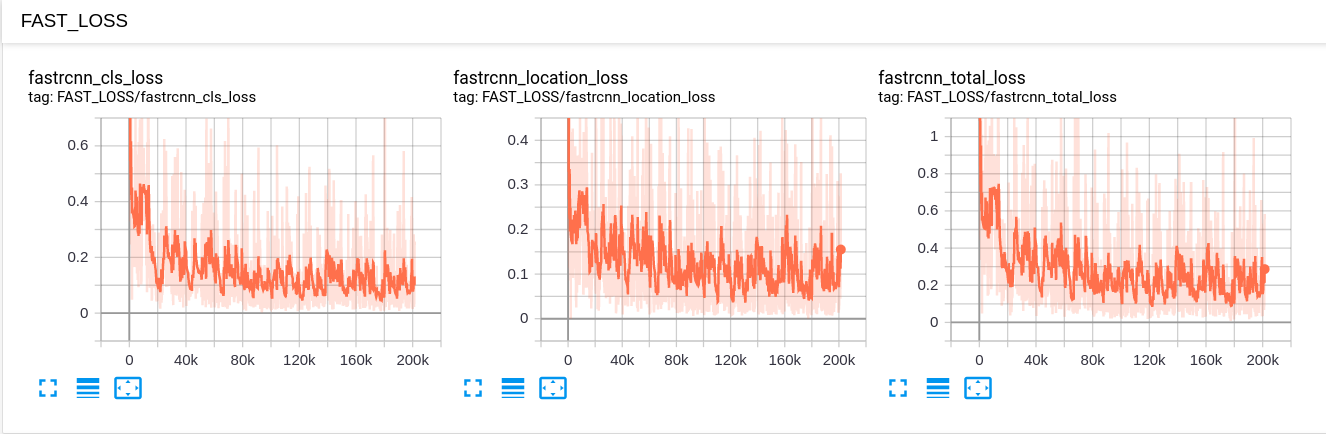 FAST_LOSS
fastrcnn_cls_loss
tag: FAST_LOSS/fastrcnn_cls_loss
0.6
0.4
0.2
0
0 40k 80k 120k 160k 200k
fastrcnn_location_loss
tag: FAST_LOSS/fastrcnn_location_loss
0.4
0.3
0.2
0.1
0
0 40k 80k 120k 160k 200k
fastrcnn_total_loss
tag: FAST_LOSS/fastrcnn_total_loss
1
0.8
0.6
0.4
0.2
0
0 40k 80k 120k 160k 200k